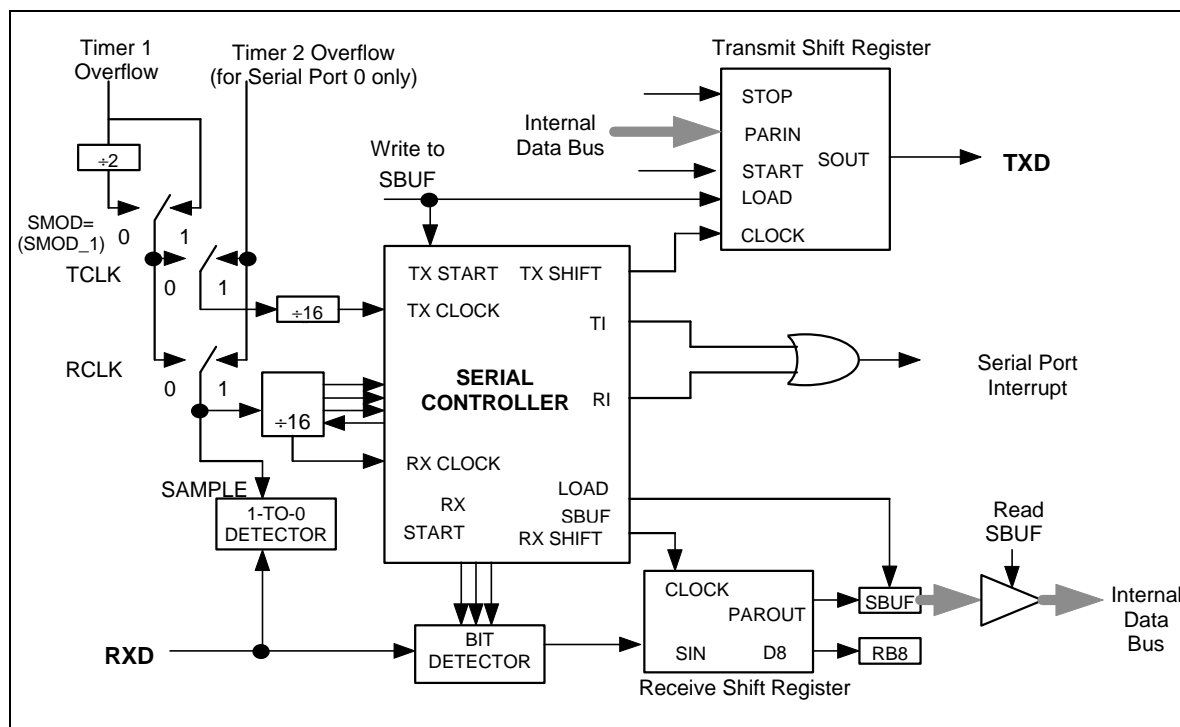 Timer 1
Overflow
Timer 2 Overflow
(for Serial Port 0 only)
÷2
SMOD=
(SMOD_1)
0
1
TCLK
0
1
÷16
RCLK
0
1
÷16
SAMPLE
1-TO-0
DETECTOR
RXD
Write to
SBUF
TX START
TX SHIFT
TX CLOCK
TI
SERIAL
CONTROLLER
RI
RX CLOCK
LOAD
SBUF
RX
START
RX SHIFT
BIT
DETECTOR
Transmit Shift Register
Internal
Data Bus
STOP
PARIN
SOUT
START
LOAD
CLOCK
TXD
Serial Port
Interrupt
CLOCK
PAROUT
SIN
D8
Receive Shift Register
SBUF
RB8
Read
SBUF
Internal
Data
Bus